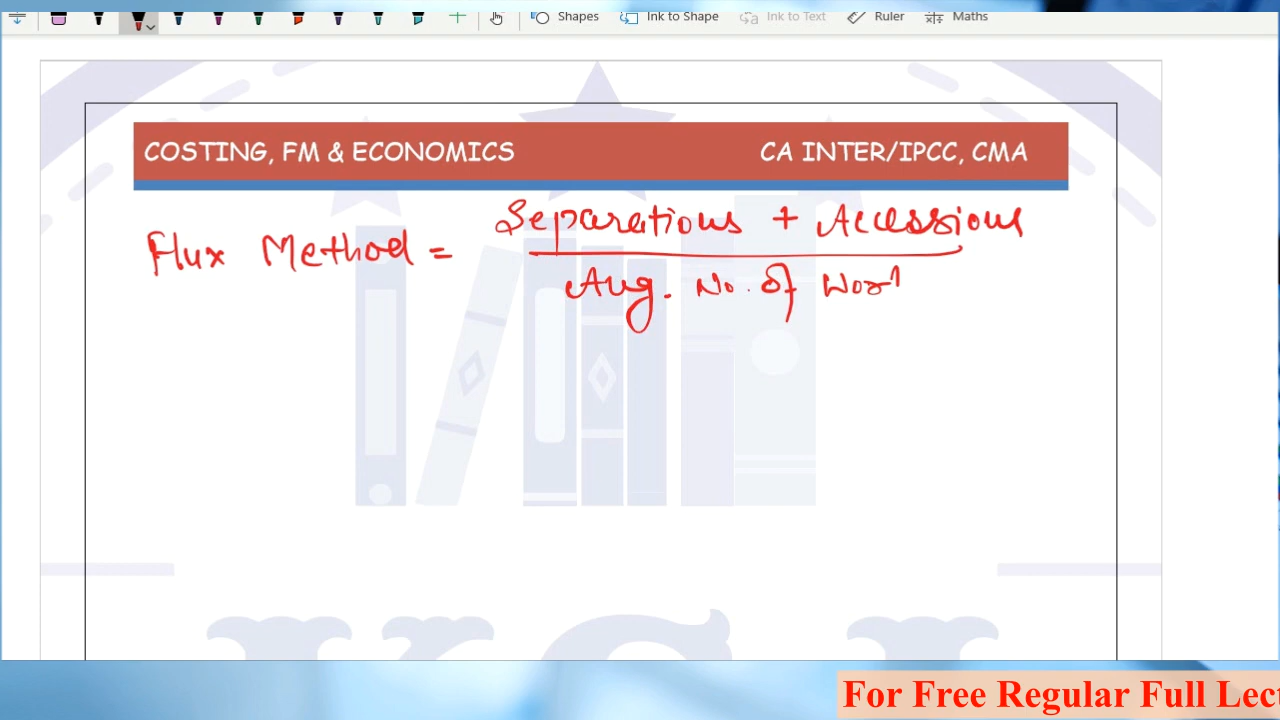 Shapes Ink to Shape Ink to Text Ruler Maths
COSTING, FM & ECONOMICS CA INTER/IPCC, CMA
Flux Method = Separations + Accessions
Avg. No. of
For Free Regular Full Lect